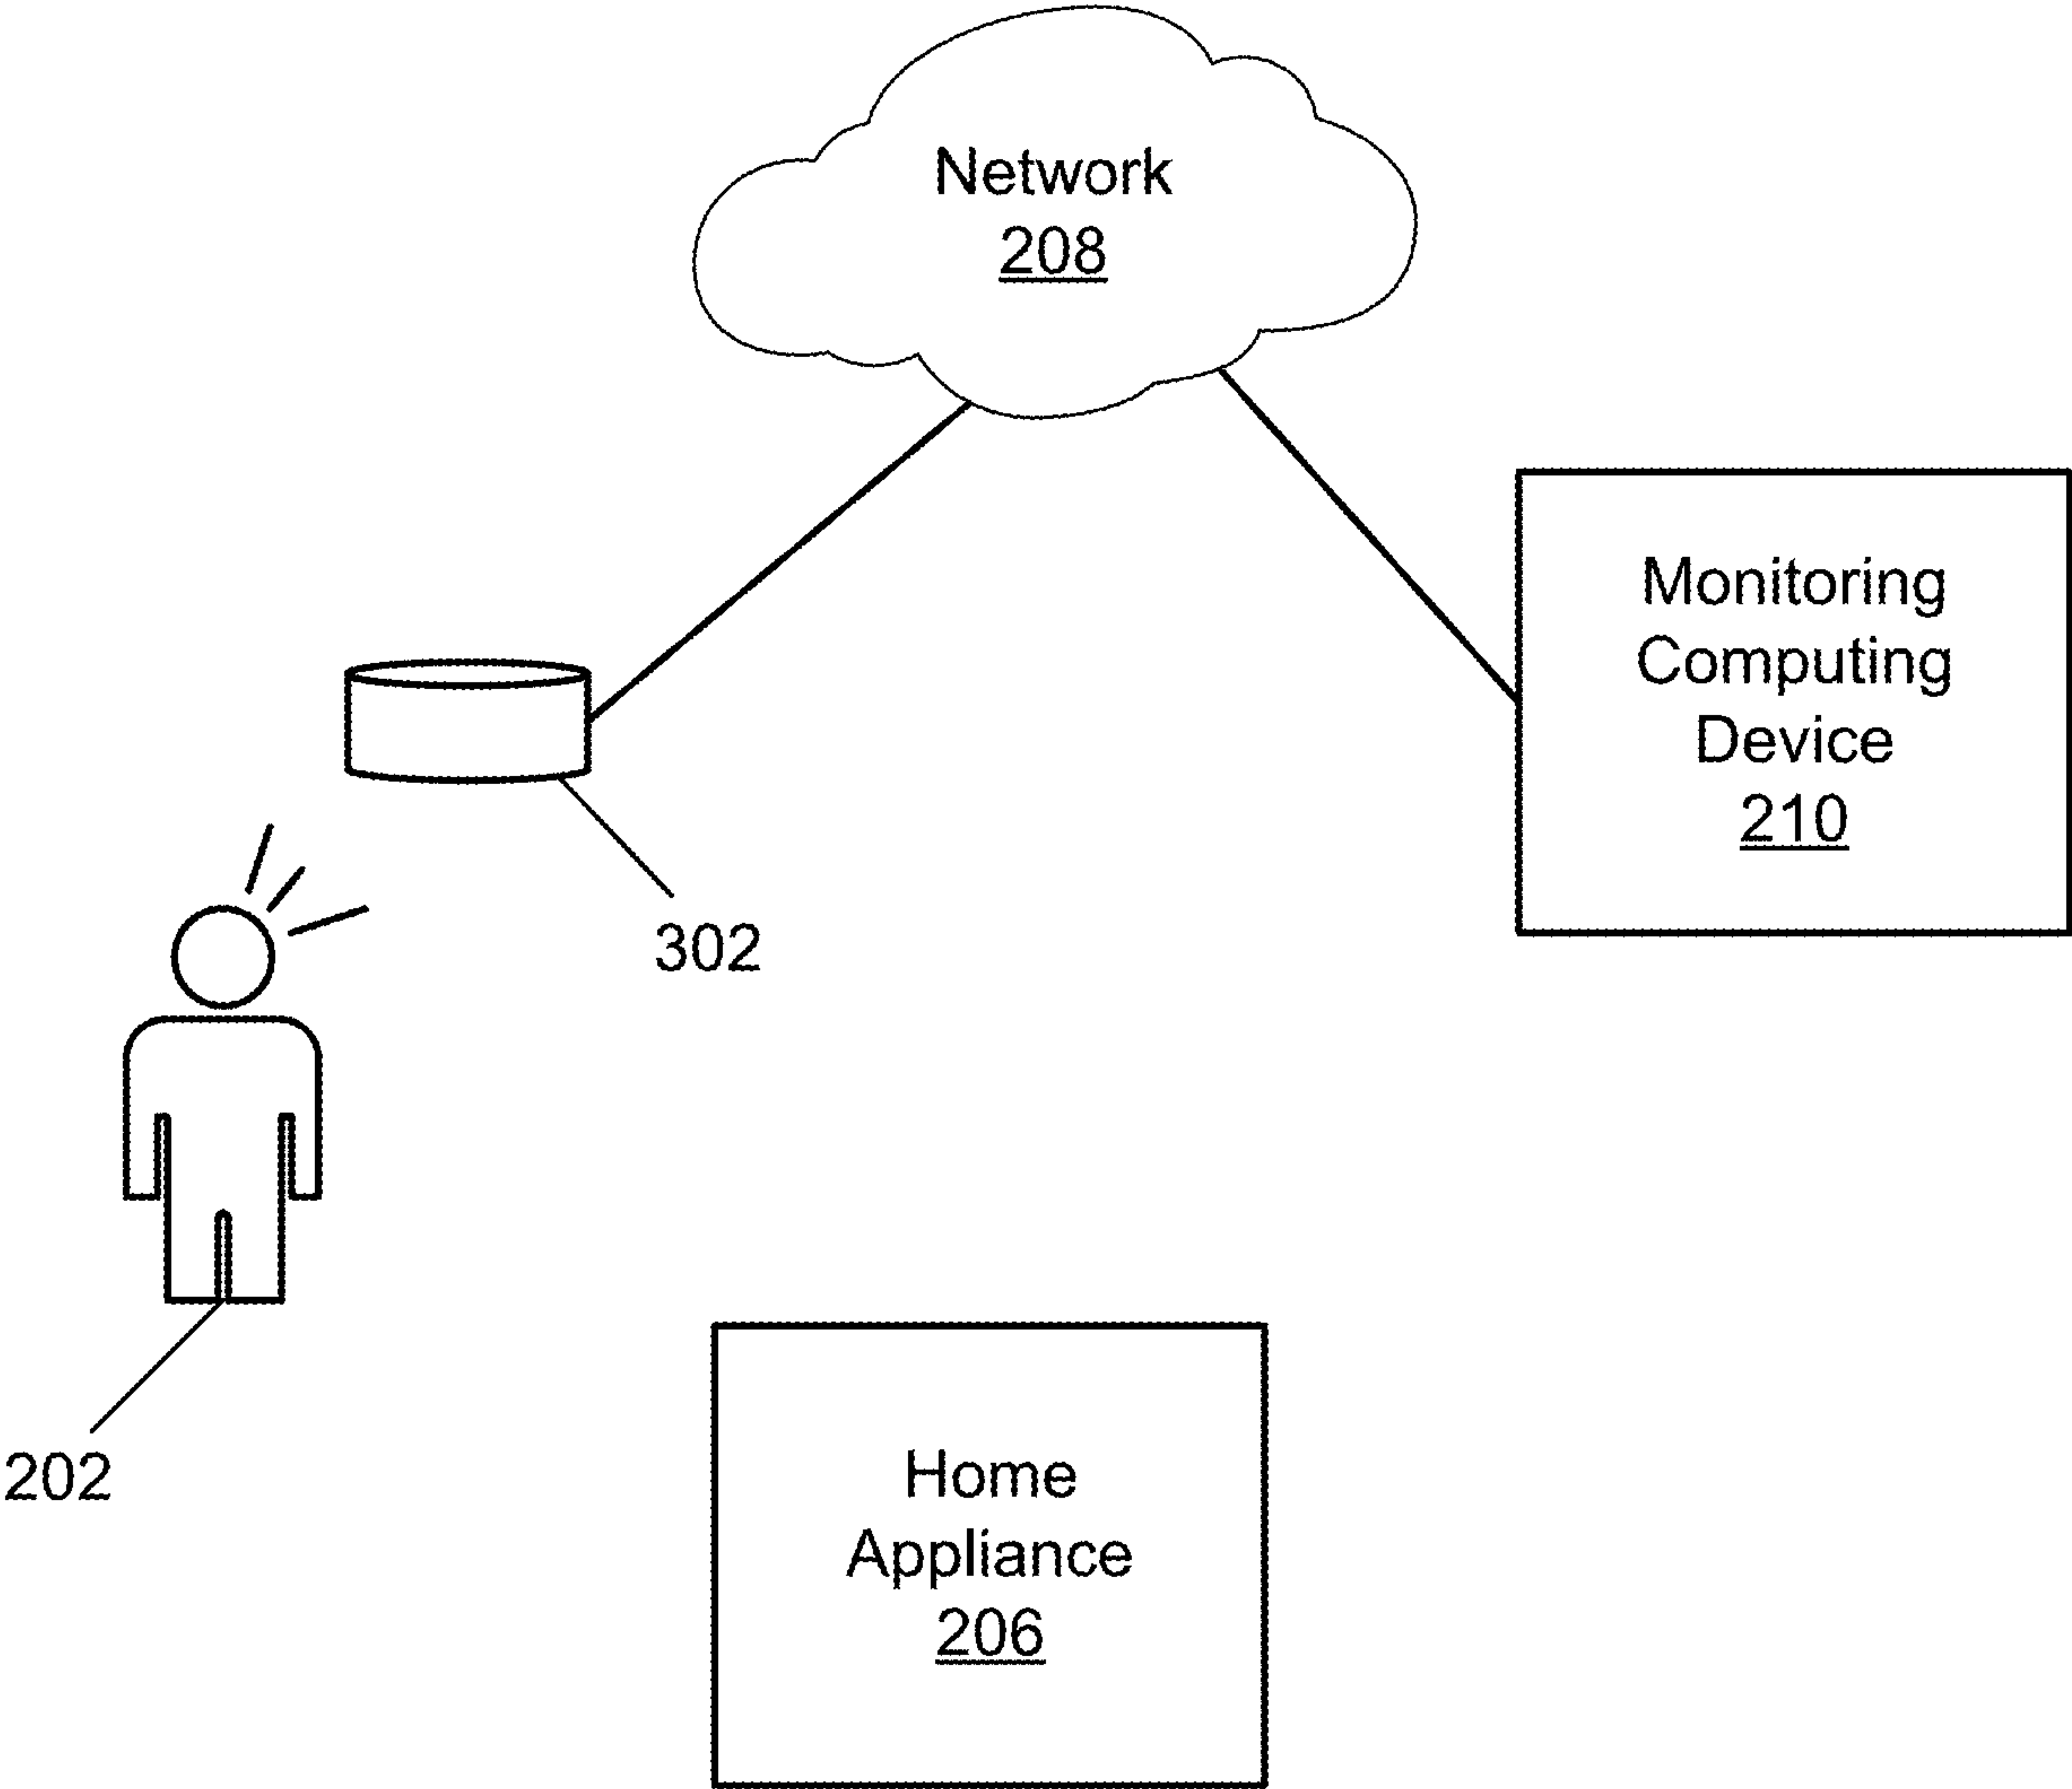 Network
208
Monitoring
Computing
Device
210
302
202
Home
Appliance
206